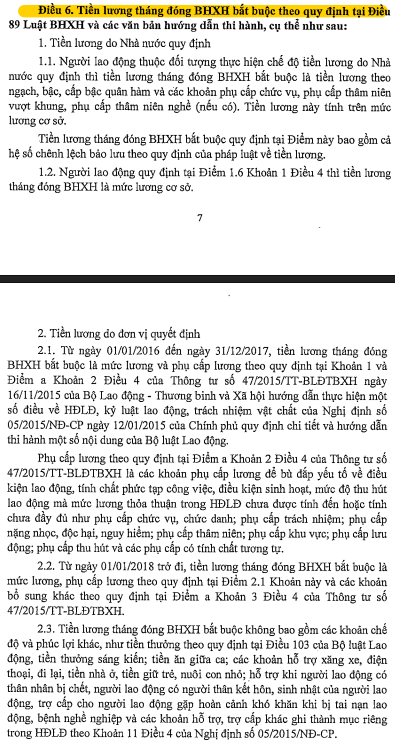 Điều 6. Tiền lương tháng đóng BHXH bắt buộc theo quy định tại Điều
89 Luật BHXH và các văn bản hướng dẫn thi hành, cụ thể như sau:
1. Tiền lương do Nhà nước quy định
1.1. Người lao động thuộc đối tượng thực hiện chế độ tiền lương do Nhà
nước quy định thì tiền lương tháng đóng BHXH bắt buộc là tiền lương theo
ngạch, bậc, cấp bậc quân hàm và các khoản phụ cấp chức vụ, phụ cấp thâm niên
vượt khung, phụ cấp thâm niên nghề (nếu có). Tiền lương này tính trên mức
lương cơ sở.
Tiền lương tháng đóng BHXH bắt buộc quy định tại Điểm này bao gồm cả
hệ số chênh lệch bảo lưu theo quy định của pháp luật về tiền lương.
1.2. Người lao động quy định tại Điểm 1.6 Khoản 1 Điều 4 thì tiền lương
tháng đóng BHXH là mức lương cơ sở.
7
2. Tiền lương do đơn vị quyết định
2.1. Từ ngày 01/01/2016 đến ngày 31/12/2017, tiền lương tháng đóng
BHXH bắt buộc là mức lương và phụ cấp lương theo quy định tại Khoản 1 và
Điểm a Khoản 2 Điều 4 của Thông tư số 47/2015/TT-BLĐTBXH ngày
16/11/2015 của Bộ Lao động - Thương binh và Xã hội hướng dẫn thực hiện một
số điều về HĐLĐ, kỷ luật lao động, trách nhiệm vật chất của Nghị định số
05/2015/NĐ-CP ngày 12/01/2015 của Chính phủ quy định chi tiết và hướng dẫn
thi hành một số nội dung của Bộ luật Lao động.
Phụ cấp lương theo quy định tại Điểm a Khoản 2 Điều 4 của Thông tư số
47/2015/TT-BLĐTBXH là các khoản phụ cấp lương để bù đắp yếu tố về điều
kiện lao động, tính chất phức tạp công việc, điều kiện sinh hoạt, mức độ thu hút
lao động mà mức lương thỏa thuận trong HĐLĐ chưa được tính đến hoặc tính
chưa đầy đủ như phụ cấp chức vụ, chức danh; phụ cấp trách nhiệm; phụ cấp
nặng nhọc, độc hại, nguy hiểm; phụ cấp thâm niên; phụ cấp khu vực; phụ cấp lưu
động; phụ cấp thu hút và các phụ cấp có tính chất tương tự.
2.2. Từ ngày 01/01/2018 trở đi, tiền lương tháng đóng BHXH bắt buộc là
mức lương, phụ cấp lương theo quy định tại Điểm 2.1 Khoản này và các khoản
bổ sung khác theo quy định tại Điểm a Khoản 3 Điều 4 của Thông tư số
47/2015/TT-BLĐTBXH.
2.3. Tiền lương tháng đóng BHXH bắt buộc không bao gồm các khoản chế
độ và phúc lợi khác, như tiền thưởng theo quy định tại Điều 103 của Bộ luật Lao
động, tiền thưởng sáng kiến; tiền ăn giữa ca; các khoản hỗ trợ xăng xe, điện
thoại, đi lại, tiền nhà ở, tiền giữ trẻ, nuôi con nhỏ; hỗ trợ khi người lao động có
thân nhân bị chết, người lao động có người thân kết hôn, sinh nhật của người lao
động, trợ cấp cho người lao động gặp hoàn cảnh khó khăn khi bị tai nạn lao
động, bệnh nghề nghiệp và các khoản hỗ trợ, trợ cấp khác ghi thành mục riêng
trong HĐLĐ theo Khoản 11 Điều 4 của Nghị định số 05/2015/NĐ-CP.